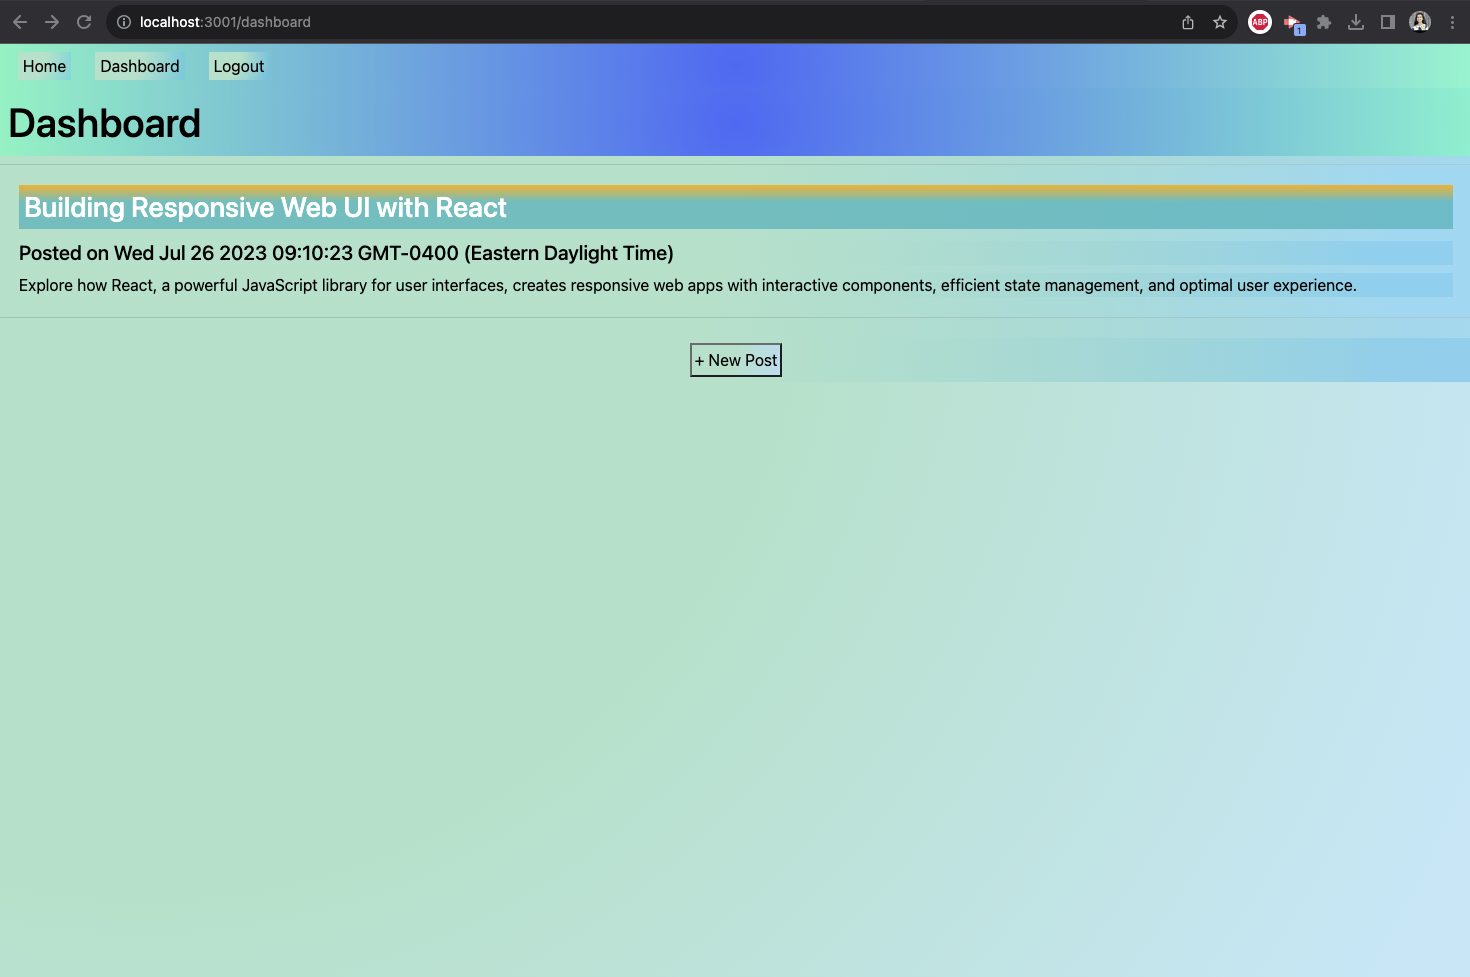 localhost:3001/dashboard
ABP
1
Home Dashboard Logout
Dashboard
Building Responsive Web UI with React
Posted on Wed Jul 26 2023 09:10:23 GMT-0400 (Eastern Daylight Time)
Explore how React, a powerful JavaScript library for user interfaces, creates responsive web apps with interactive components, efficient state management, and optimal user experience.
+ New Post